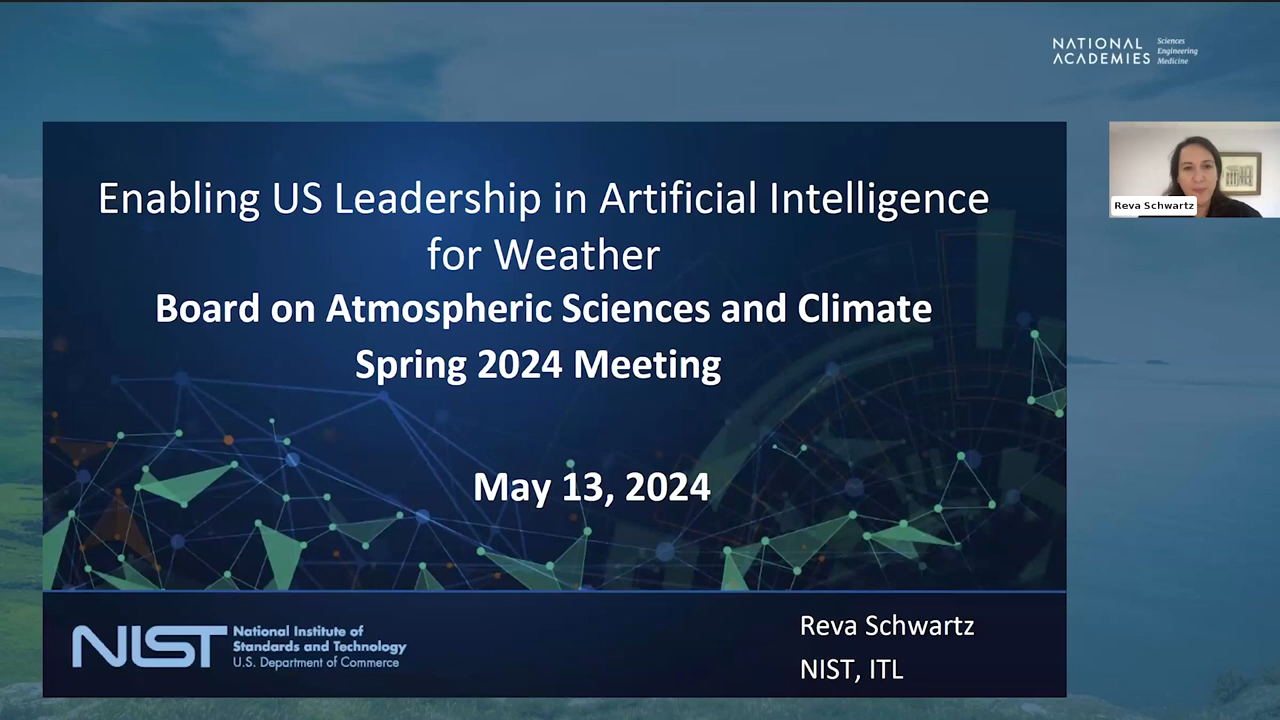 NATIONAL
ACADEMIES
Sciences
Engineering
Medicine
Enabling US Leadership in Artificial Intelligence
for Weather
Board on Atmospheric Sciences and Climate
Spring 2024 Meeting
May 13, 2024
Reva Schwartz
NIST
National Institute of
Standards and Technology
U.S. Department of Commerce
Reva Schwartz
NIST, ITL